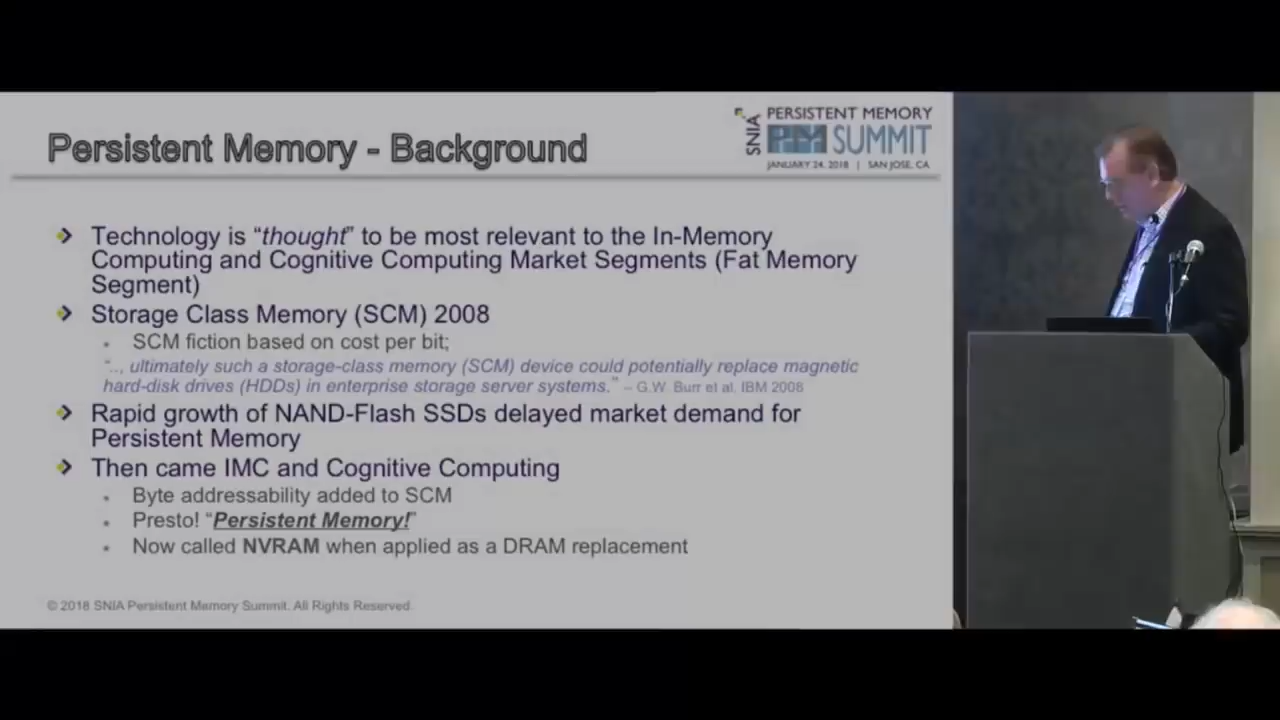 Persistent Memory - Background
SNIA
PERSISTENT MEMORY
PM SUMMIT
JANUARY 24, 2018 | SAN JOSE, CA
Technology is “thought” to be most relevant to the In-Memory
Computing and Cognitive Computing Market Segments (Fat Memory
Segment)
Storage Class Memory (SCM) 2008
SCM fiction based on cost per bit;
“.., ultimately such a storage-class memory (SCM) device could potentially replace magnetic
hard-disk drives (HDDs) in enterprise storage server systems.” – G.W. Burr et al. IBM 2008
Rapid growth of NAND-Flash SSDs delayed market demand for
Persistent Memory
Then came IMC and Cognitive Computing
Byte addressability added to SCM
Presto! “Persistent Memory!”
Now called NVRAM when applied as a DRAM replacement
© 2018 SNIA Persistent Memory Summit. All Rights Reserved.